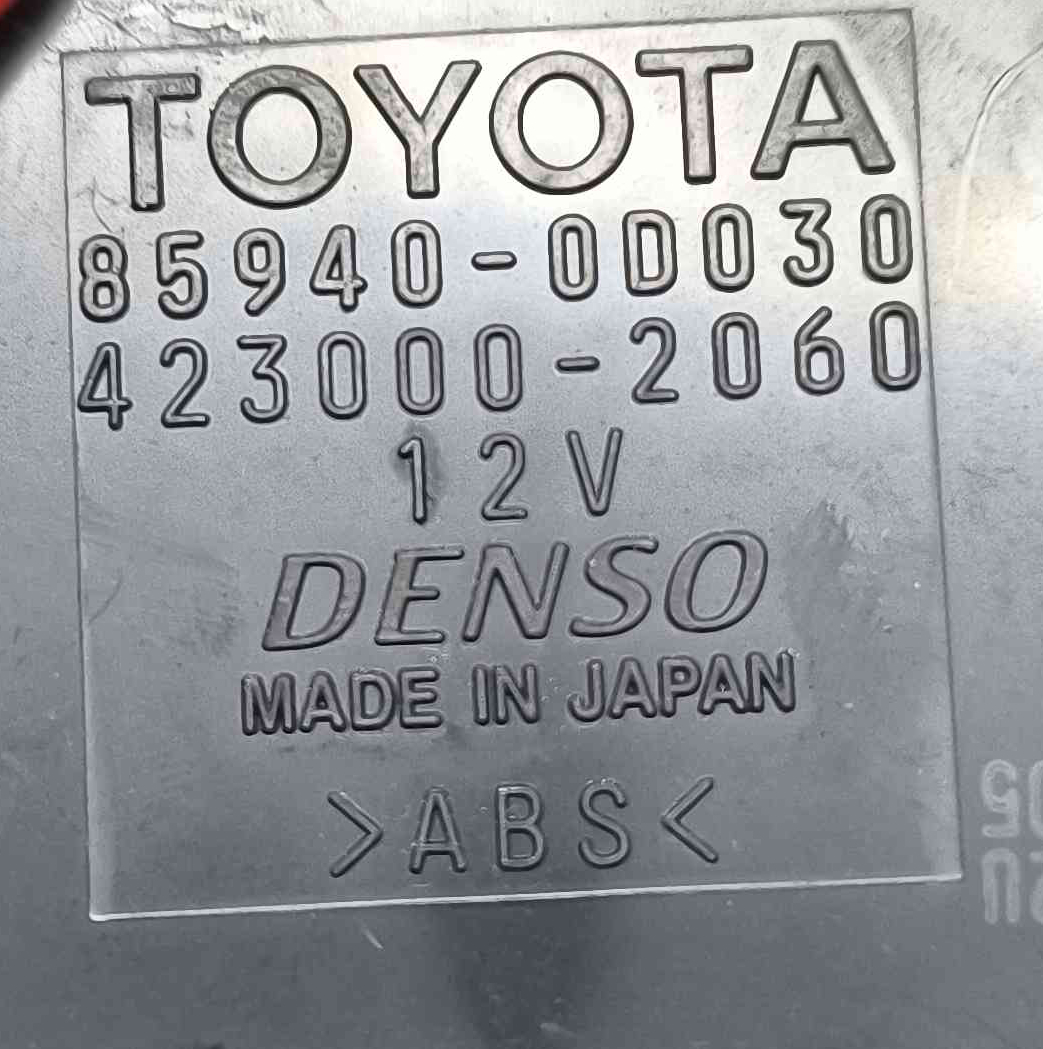 TOYOTA
85940-0D030
423000-2060
12V
DENSO
MADE IN JAPAN
>ABS<